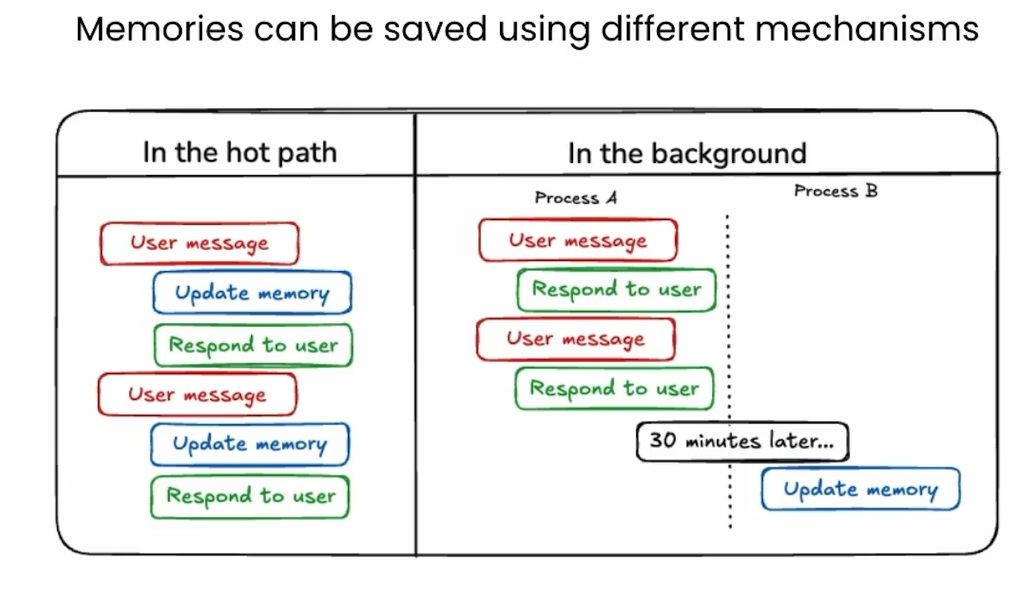 Memories can be saved using different mechanisms
In the hot path
User message
Update memory
Respond to user
User message
Update memory
Respond to user
In the background
Process A
Process B
User message
Respond to user
User message
Respond to user
30 minutes later...
Update memory